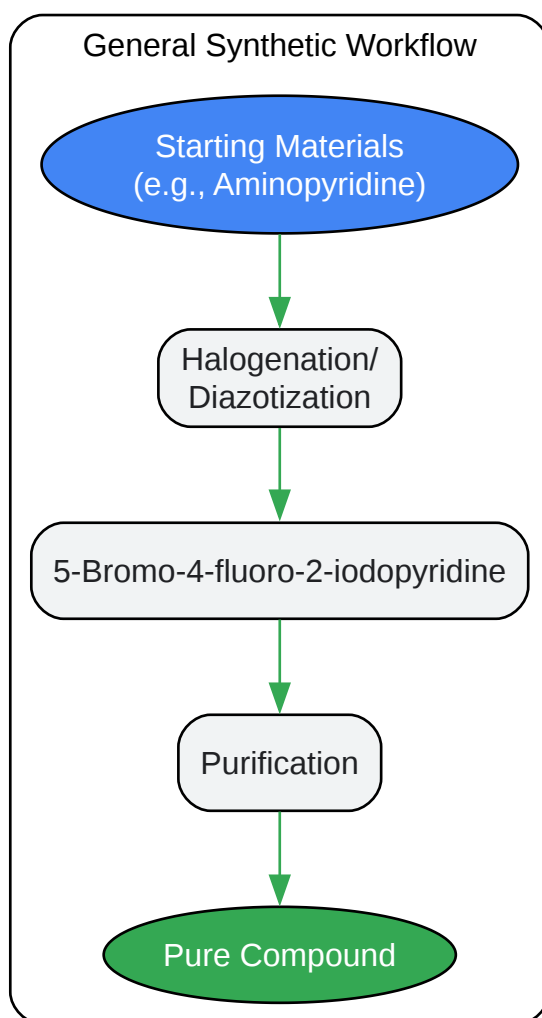 General Synthetic Workflow
Starting Materials
(e.g., Aminopyridine)
Halogenation/
Diazotization
5-Bromo-4-fluoro-2-iodopyridine
Purification
Pure Compound